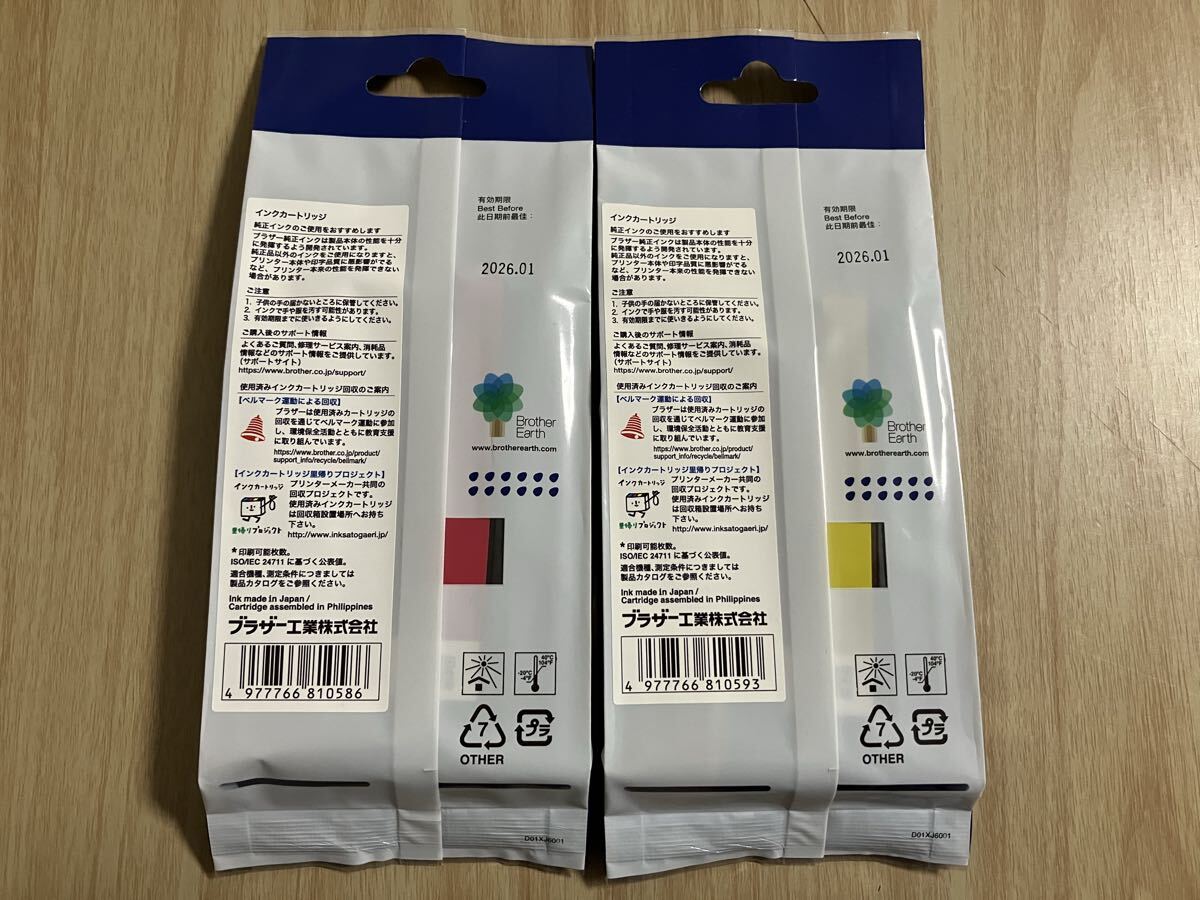 インクカートリッジ
純正インクのご使用をおすすめします
ブラザー純正インクは製品本体の性能を十分
に発揮するよう開発されています。
純正品以外のインクをご使用になりますと、
プリンター本体や印字品質に悪影響がでる
など、プリンター本来の性能を発揮できない
場合があります。
ご注意
1. 子供の手の届かないところに保管してください。
2. インクで手や服を汚す可能性があります。
3. 有効期限までに使いきるようにしてください。
ご購入後のサポート情報
よくあるご質問、修理サービス案内、消耗品
情報などのサポート情報をご提供しています。
(サポートサイト)
https://www.brother.co.jp/support/
使用済みインクカートリッジ回収のご案内
【ベルマーク運動による回収】
ブラザーは使用済みカートリッジの
回収を通じてベルマーク運動に参加
し、環境保全活動とともに教育支援
に取り組んでいます。
https://www.brother.co.jp/product/
support_info/recycle/bellmark/
【インクカートリッジ里帰りプロジェクト】
インクカートリッジ
里帰りプロジェクト
プリンターメーカー共同の
回収プロジェクトです。
使用済みインクカートリッジ
は回収箱設置場所へお持ち
下さい。
http://www.inksatogaeri.jp/
*印刷可能枚数。
ISO/IEC 24711 に基づく公表値。
適合機種、測定条件につきましては
製品カタログをご参照ください。
Ink made in Japan /
Cartridge assembled in Philippines
ブラザー工業株式会社
4 977766 810586
有効期限
Best Before
此日期前最佳:
2026.01
Brother
Earth
www.brotherearth.com
40°C
104°F
-20°C
-4°F
7
OTHER
プラ
D01XJ6001
インクカートリッジ
純正インクのご使用をおすすめします
ブラザー純正インクは製品本体の性能を十分
に発揮するよう開発されています。
純正品以外のインクをご使用になりますと、
プリンター本体や印字品質に悪影響がでる
など、プリンター本来の性能を発揮できない
場合があります。
ご注意
1. 子供の手の届かないところに保管してください。
2. インクで手や服を汚す可能性があります。
3. 有効期限までに使いきるようにしてください。
ご購入後のサポート情報
よくあるご質問、修理サービス案内、消耗品
情報などのサポート情報をご提供しています。
(サポートサイト)
https://www.brother.co.jp/support/
使用済みインクカートリッジ回収のご案内
【ベルマーク運動による回収】
ブラザーは使用済みカートリッジの
回収を通じてベルマーク運動に参加
し、環境保全活動とともに教育支援
に取り組んでいます。
https://www.brother.co.jp/product/
support_info/recycle/bellmark/
【インクカートリッジ里帰りプロジェクト】
インクカートリッジ
里帰りプロジェクト
プリンターメーカー共同の
回収プロジェクトです。
使用済みインクカートリッジ
は回収箱設置場所へお持ち
下さい。
http://www.inksatogaeri.jp/
*印刷可能枚数。
ISO/IEC 24711 に基づく公表値。
適合機種、測定条件につきましては
製品カタログをご参照ください。
Ink made in Japan /
Cartridge assembled in Philippines
ブラザー工業株式会社
4 977766 810593
有効期限
Best Before
此日期前最佳:
2026.01
Brother
Earth
www.brotherearth.com
40°C
104°F
-20°C
-4°F
7
OTHER
プラ
D01XJ6001